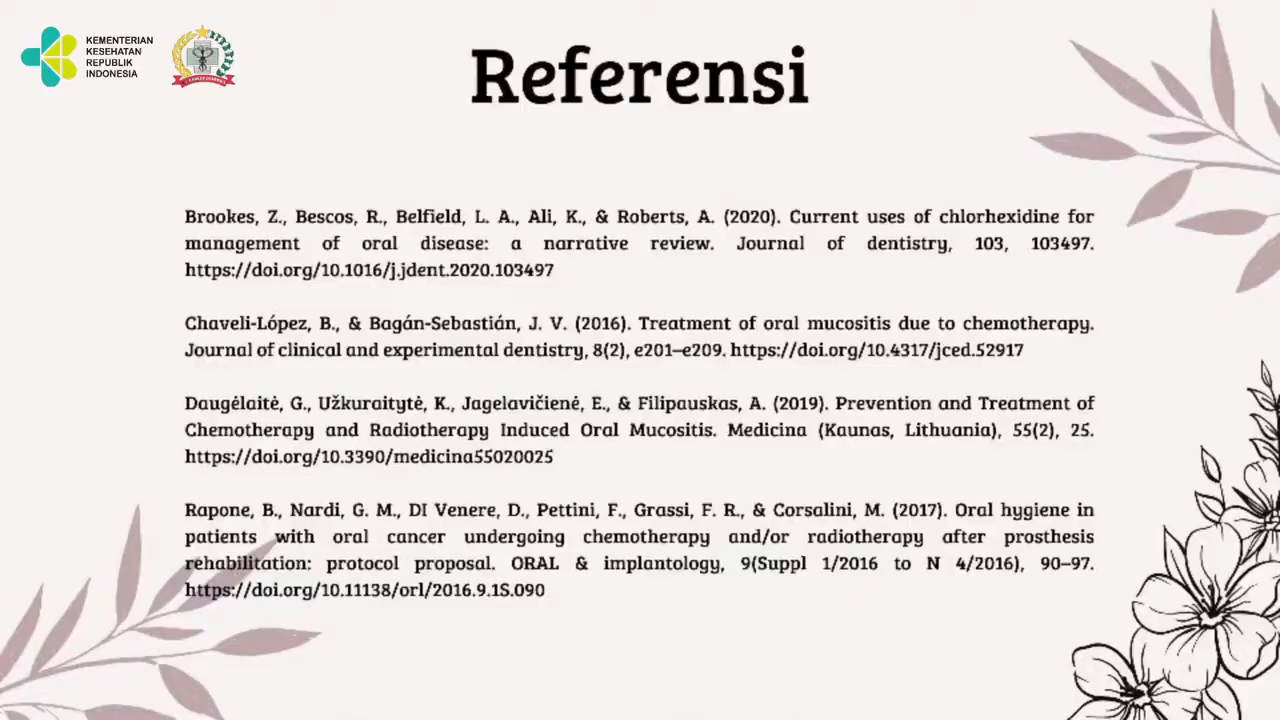 KEMENTERIAN
KESEHATAN
REPUBLIK
INDONESIA
Referensi
Brookes, Z., Bescos, R., Belfield, L. A., Ali, K., & Roberts, A. (2020). Current uses of chlorhexidine for
management of oral disease: a narrative review. Journal of dentistry, 103, 103497.
https://doi.org/10.1016/j.jdent.2020.103497
Chaveli-López, B., & Bagán-Sebastián, J. V. (2016). Treatment of oral mucositis due to chemotherapy.
Journal of clinical and experimental dentistry, 8(2), e201–e209. https://doi.org/10.4317/jced.52917
Daugėlaitė, G., Užkuraitytė, K., Jagelavičienė, E., & Filipauskas, A. (2019). Prevention and Treatment of
Chemotherapy and Radiotherapy Induced Oral Mucositis. Medicina (Kaunas, Lithuania), 55(2), 25.
https://doi.org/10.3390/medicina55020025
Rapone, B., Nardi, G. M., DI Venere, D., Pettini, F., Grassi, F. R., & Corsalini, M. (2017). Oral hygiene in
patients with oral cancer undergoing chemotherapy and/or radiotherapy after prosthesis
rehabilitation: protocol proposal. ORAL & implantology, 9(Suppl 1/2016 to N 4/2016), 90–97.
https://doi.org/10.11138/orl/2016.9.1S.090